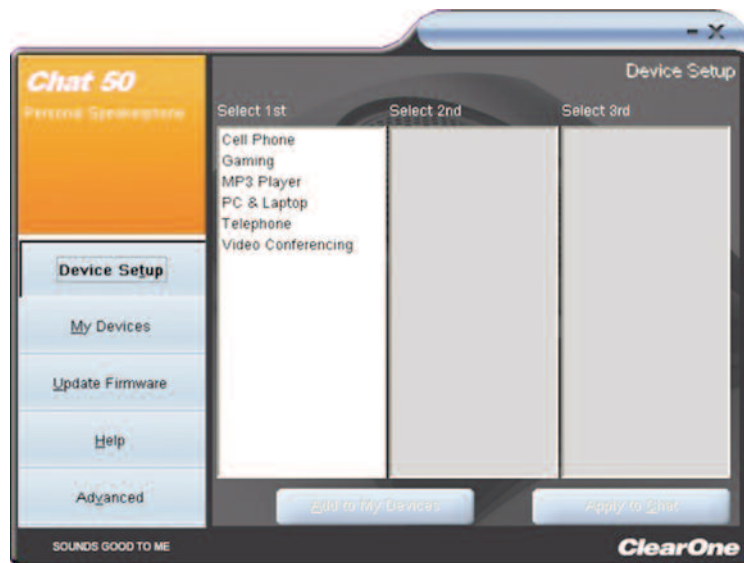 Chat 50
Personal Speakerphone
Device Setup
Select 1st
Select 2nd
Select 3rd
Cell Phone
Gaming
MP3 Player
PC & Laptop
Telephone
Video Conferencing
Device Setup
My Devices
Update Firmware
Help
Advanced
Add to My Devices
Apply to Chat
SOUNDS GOOD TO ME
ClearOne